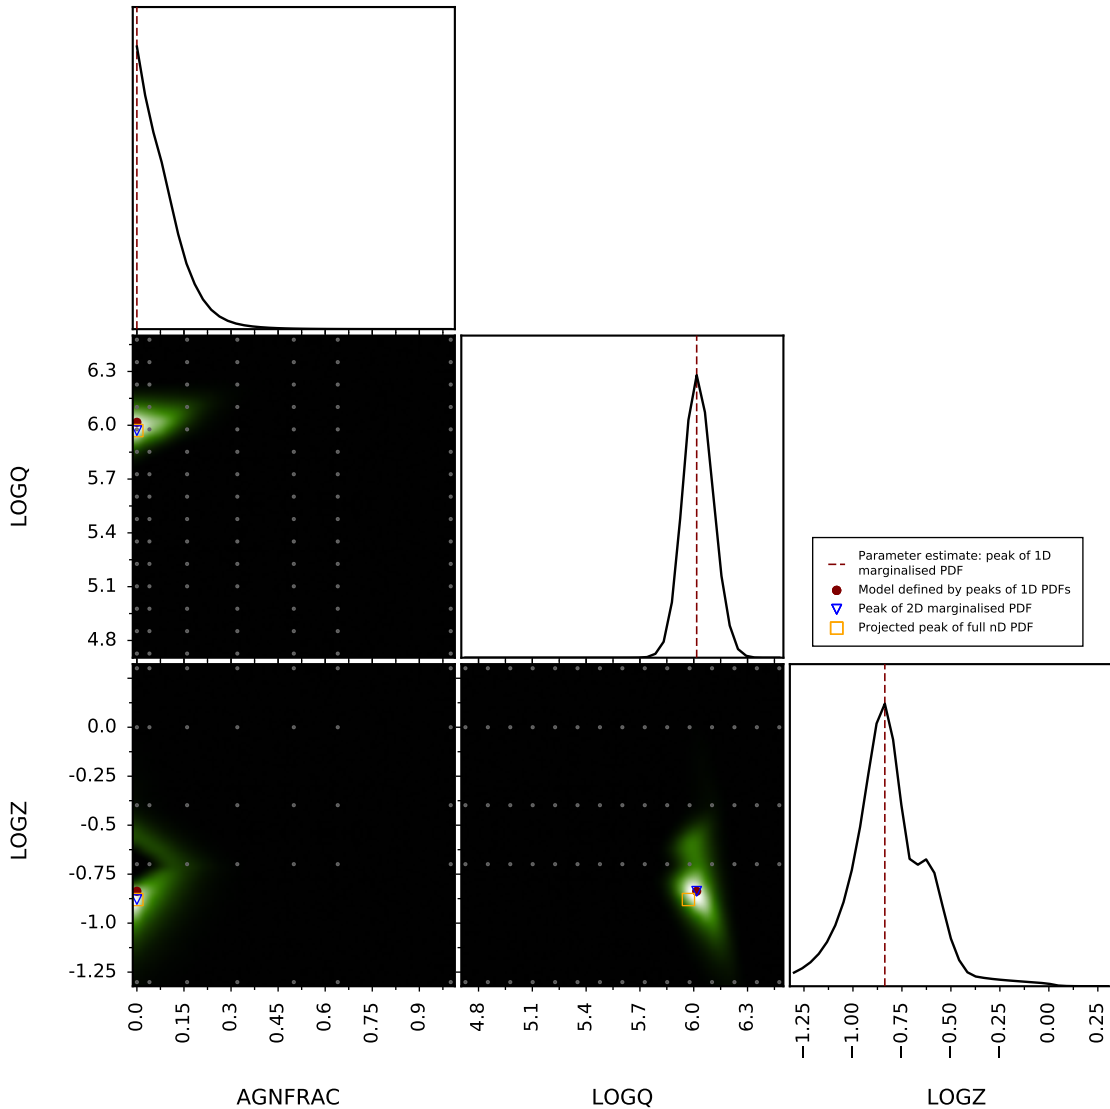 6.3
6.0
5.7
5.4
5.1
4.8
LOGQ
Parameter estimate: peak of 1D
marginalised PDF
Model defined by peaks of 1D PDFs
Peak of 2D marginalised PDF
Projected peak of full nD PDF
0.0
-0.25
-0.5
-0.75
-1.0
-1.25
LOGZ
0.0 0.15 0.3 0.45 0.6 0.75 0.9
4.8 5.1 5.4 5.7 6.0 6.3
−1.25 −1.00 −0.75 −0.50 −0.25 0.00 0.25
AGNFRAC LOGQ LOGZ